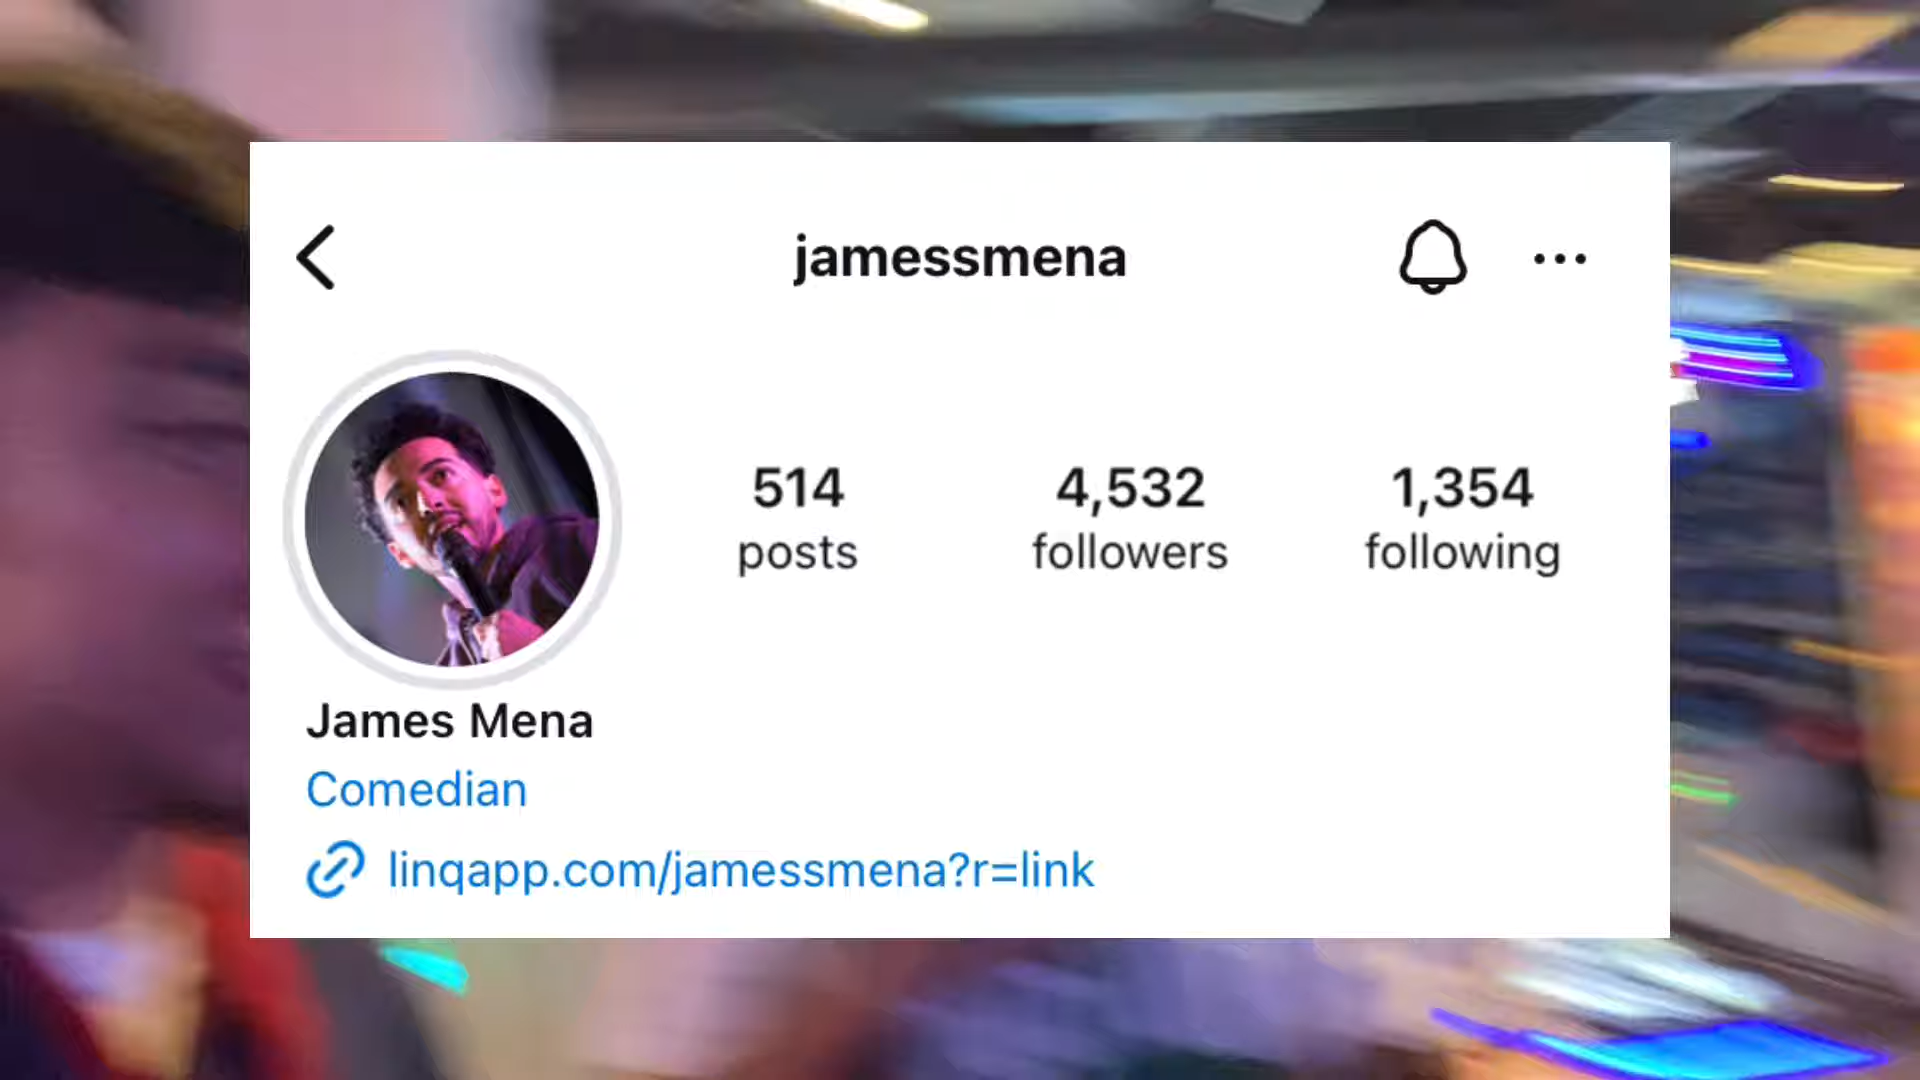 jamessmena
514 4,532 1,354
posts followers following
James Mena
Comedian
linqapp.com/jamessmena?r=link